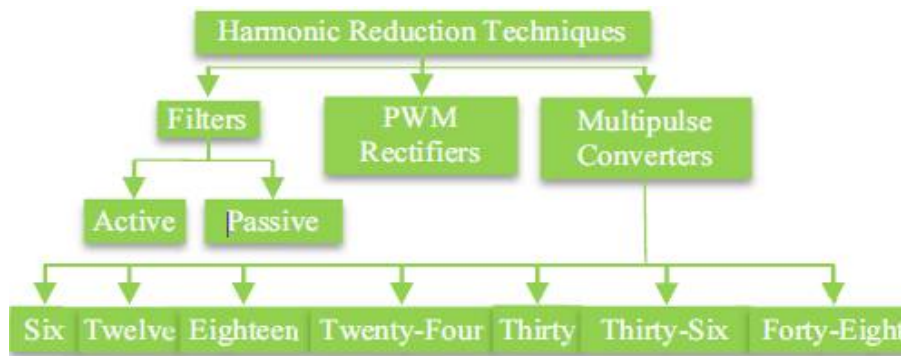 Harmonic Reduction Techniques
Filters
PWM
Rectifiers
Multipulse
Converters
Active
Passive
Six
Twelve
Eighteen
Twenty-Four
Thirty
Thirty-Six
Forty-Eight